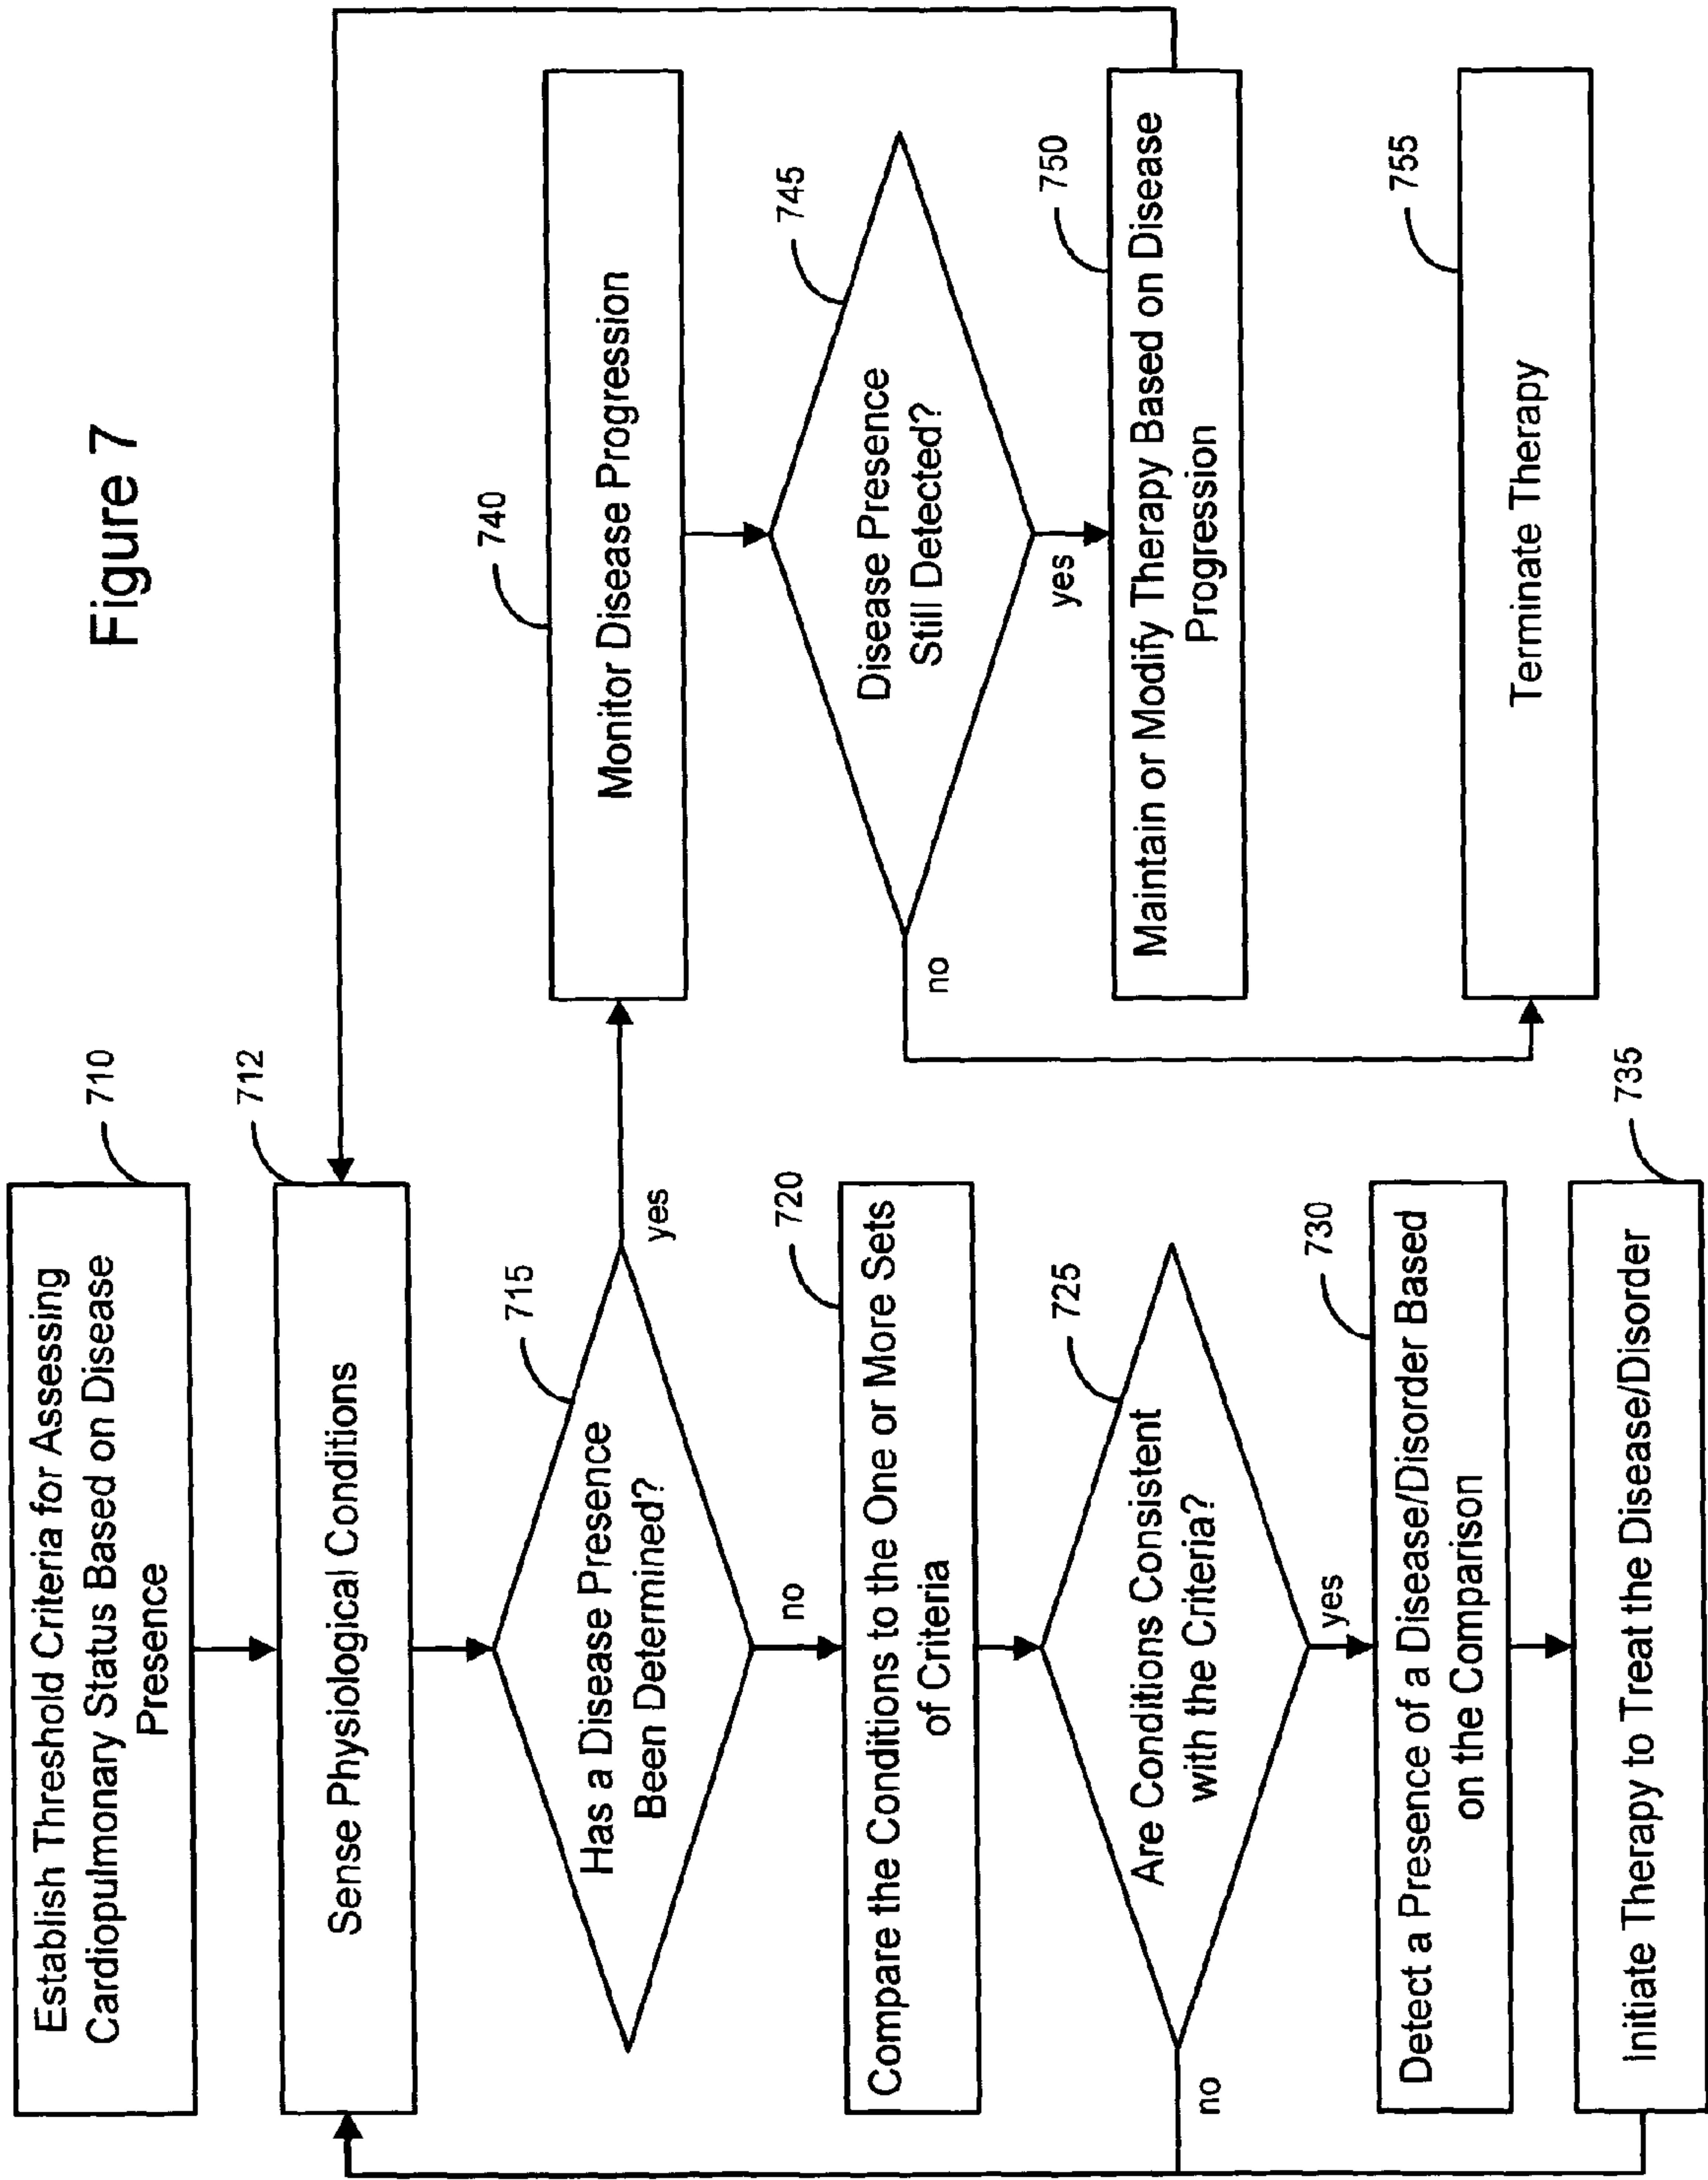 Figure 7
710
Establish Threshold Criteria for Assessing
Cardiopulmonary Status Based on Disease
Presence
712
Sense Physiological Conditions
715
Has a Disease Presence
Been Determined?
yes
no
720
Compare the Conditions to the One or More Sets
of Criteria
725
Are Conditions Consistent
with the Criteria?
no
yes
730
Detect a Presence of a Disease/Disorder Based
on the Comparison
735
Initiate Therapy to Treat the Disease/Disorder
740
Monitor Disease Progression
745
Disease Presence
Still Detected?
no
yes
750
Maintain or Modify Therapy Based on Disease
Progression
755
Terminate Therapy